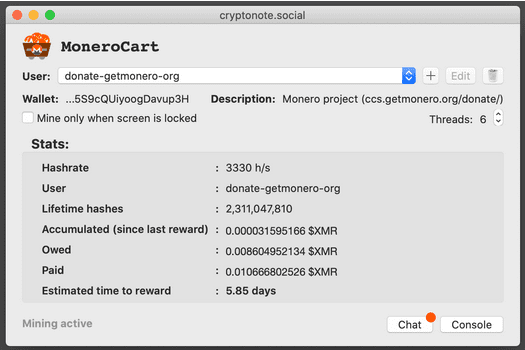 cryptonote.social
MoneroCart
User: donate-getmonero-org + Edit
Wallet: ...5S9cQUiyoogDavup3H Description: Monero project (ccs.getmonero.org/donate/)
Mine only when screen is locked Threads: 6
Stats:
Hashrate : 3330 h/s
User : donate-getmonero-org
Lifetime hashes : 2,311,047,810
Accumulated (since last reward) : 0.000031595166 $XMR
Owed : 0.008604952134 $XMR
Paid : 0.010666802526 $XMR
Estimated time to reward : 5.85 days
Mining active Chat Console